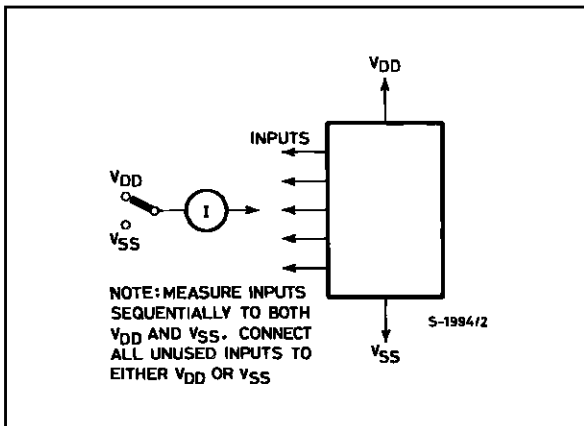 VDD
INPUTS
VDD
I
VSS
NOTE: MEASURE INPUTS
SEQUENTIALLY TO BOTH
VDD AND VSS. CONNECT
ALL UNUSED INPUTS TO
EITHER VDD OR VSS
S-1994/2
VSS